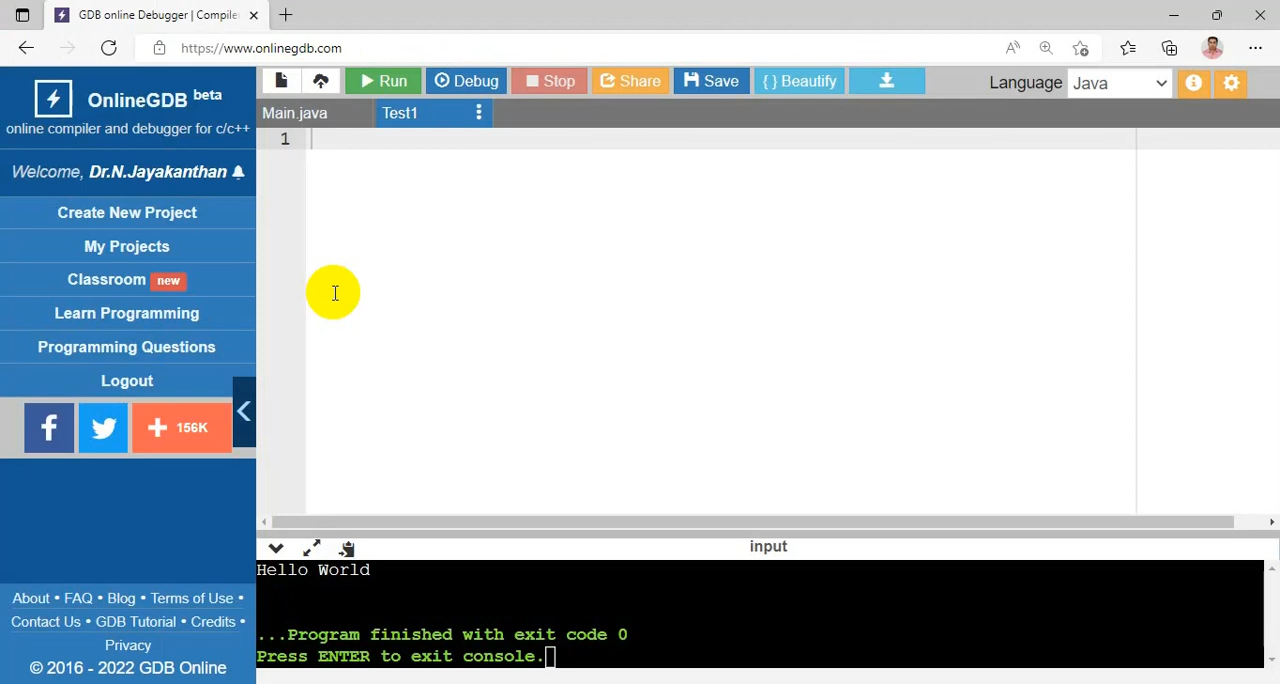 GDB online Debugger | Compile
https://www.onlinegdb.com
OnlineGDB beta
online compiler and debugger for c/c++
Welcome, Dr.N.Jayakanthan
Create New Project
My Projects
Classroom new
Learn Programming
Programming Questions
Logout
156K
About • FAQ • Blog • Terms of Use •
Contact Us • GDB Tutorial • Credits •
Privacy
© 2016 - 2022 GDB Online
Run Debug Stop Share Save { } Beautify Language Java
Main.java Test1
1
input
Hello World
...Program finished with exit code 0
Press ENTER to exit console.